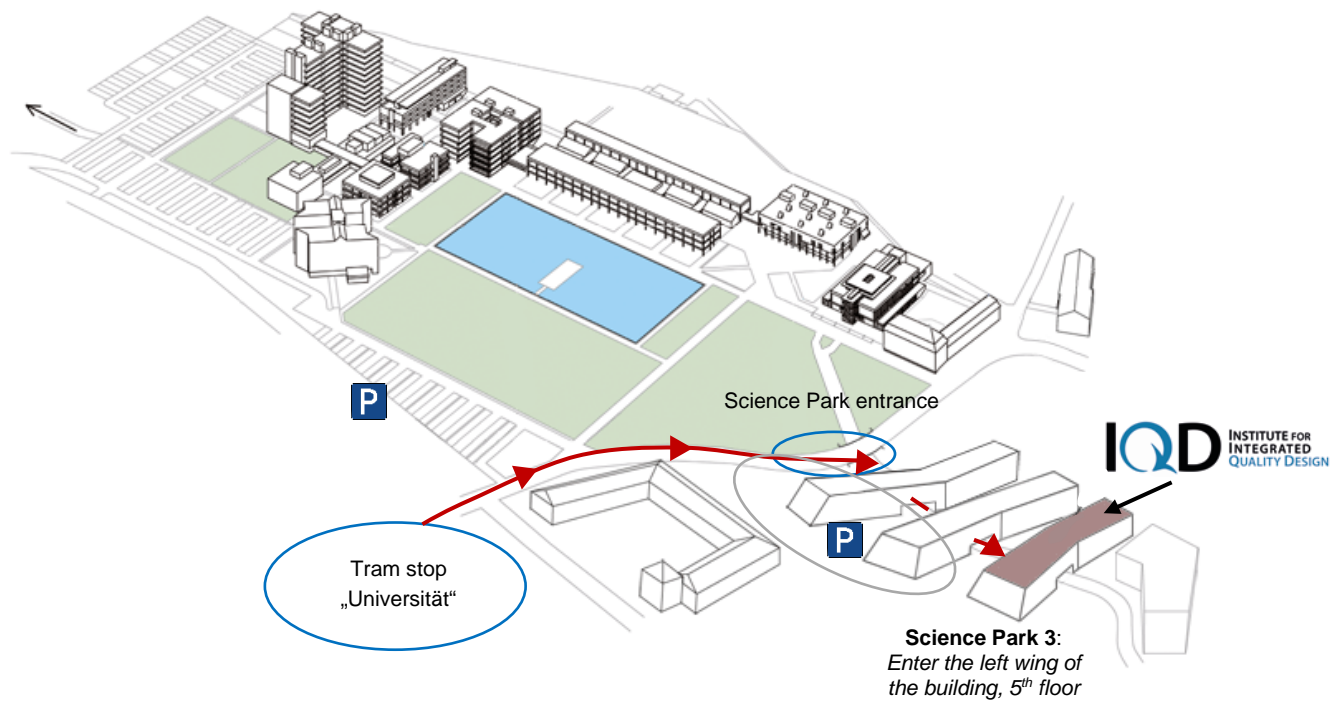 Science Park entrance
P
IQD
INSTITUTE FOR
INTEGRATED
QUALITY DESIGN
P
Tram stop
„Universität“
Science Park 3:
Enter the left wing of
the building, 5th floor